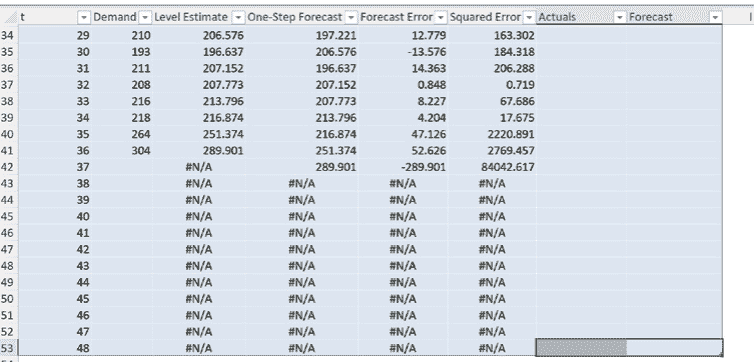 t Demand Level Estimate One-Step Forecast Forecast Error Squared Error Actuals Forecast
34 29 210 206.576 197.221 12.779 163.302
35 30 193 196.637 206.576 -13.576 184.318
36 31 211 207.152 196.637 14.363 206.288
37 32 208 207.773 207.152 0.848 0.719
38 33 216 213.796 207.773 8.227 67.686
39 34 218 216.874 213.796 4.204 17.675
40 35 264 251.374 216.874 47.126 2220.891
41 36 304 289.901 251.374 52.626 2769.457
42 37 #N/A 289.901 -289.901 84042.617
43 38 #N/A #N/A #N/A #N/A
44 39 #N/A #N/A #N/A #N/A
45 40 #N/A #N/A #N/A #N/A
46 41 #N/A #N/A #N/A #N/A
47 42 #N/A #N/A #N/A #N/A
48 43 #N/A #N/A #N/A #N/A
49 44 #N/A #N/A #N/A #N/A
50 45 #N/A #N/A #N/A #N/A
51 46 #N/A #N/A #N/A #N/A
52 47 #N/A #N/A #N/A #N/A
53 48 #N/A #N/A #N/A #N/A